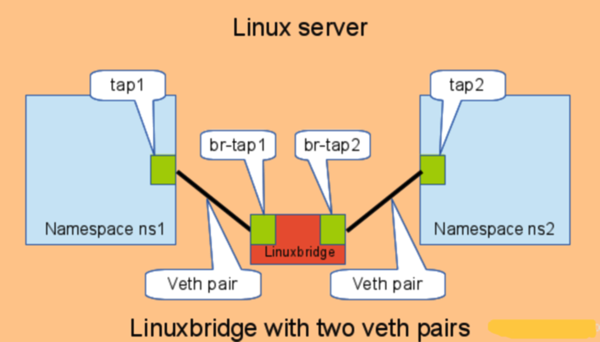 Linux server
tap1
tap2
br-tap1
br-tap2
Namespace ns1
Namespace ns2
Linuxbridge
Veth pair
Veth pair
Linuxbridge with two veth pairs